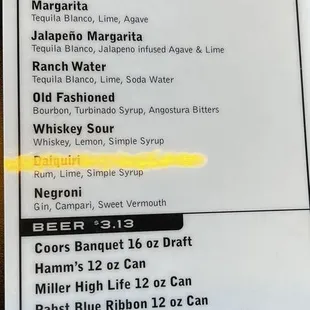 Margarita
Tequila Blanco, Lime, Agave
Jalapeño Margarita
Tequila Blanco, Jalapeno infused Agave & Lime
Ranch Water
Tequila Blanco, Lime, Soda Water
Old Fashioned
Bourbon, Turbinado Syrup, Angostura Bitters
Whiskey Sour
Whiskey, Lemon, Simple Syrup
Daiquiri
Rum, Lime, Simple Syrup
Negroni
Gin, Campari, Sweet Vermouth
BEER $3.13
Coors Banquet 16 oz Draft
Hamm's 12 oz Can
Miller High Life 12 oz Can
Pabst Blue Ribbon 12 oz Can